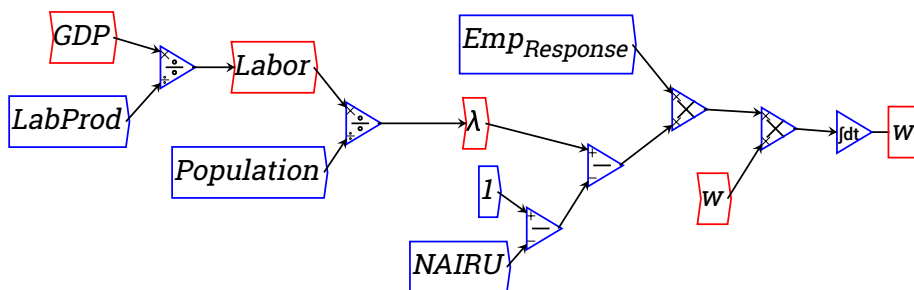 GDP
LabProd
÷
Labor
Population
÷
λ
Emp_Response
1
NAIRU
−
−
×
w
×
∫dt
w